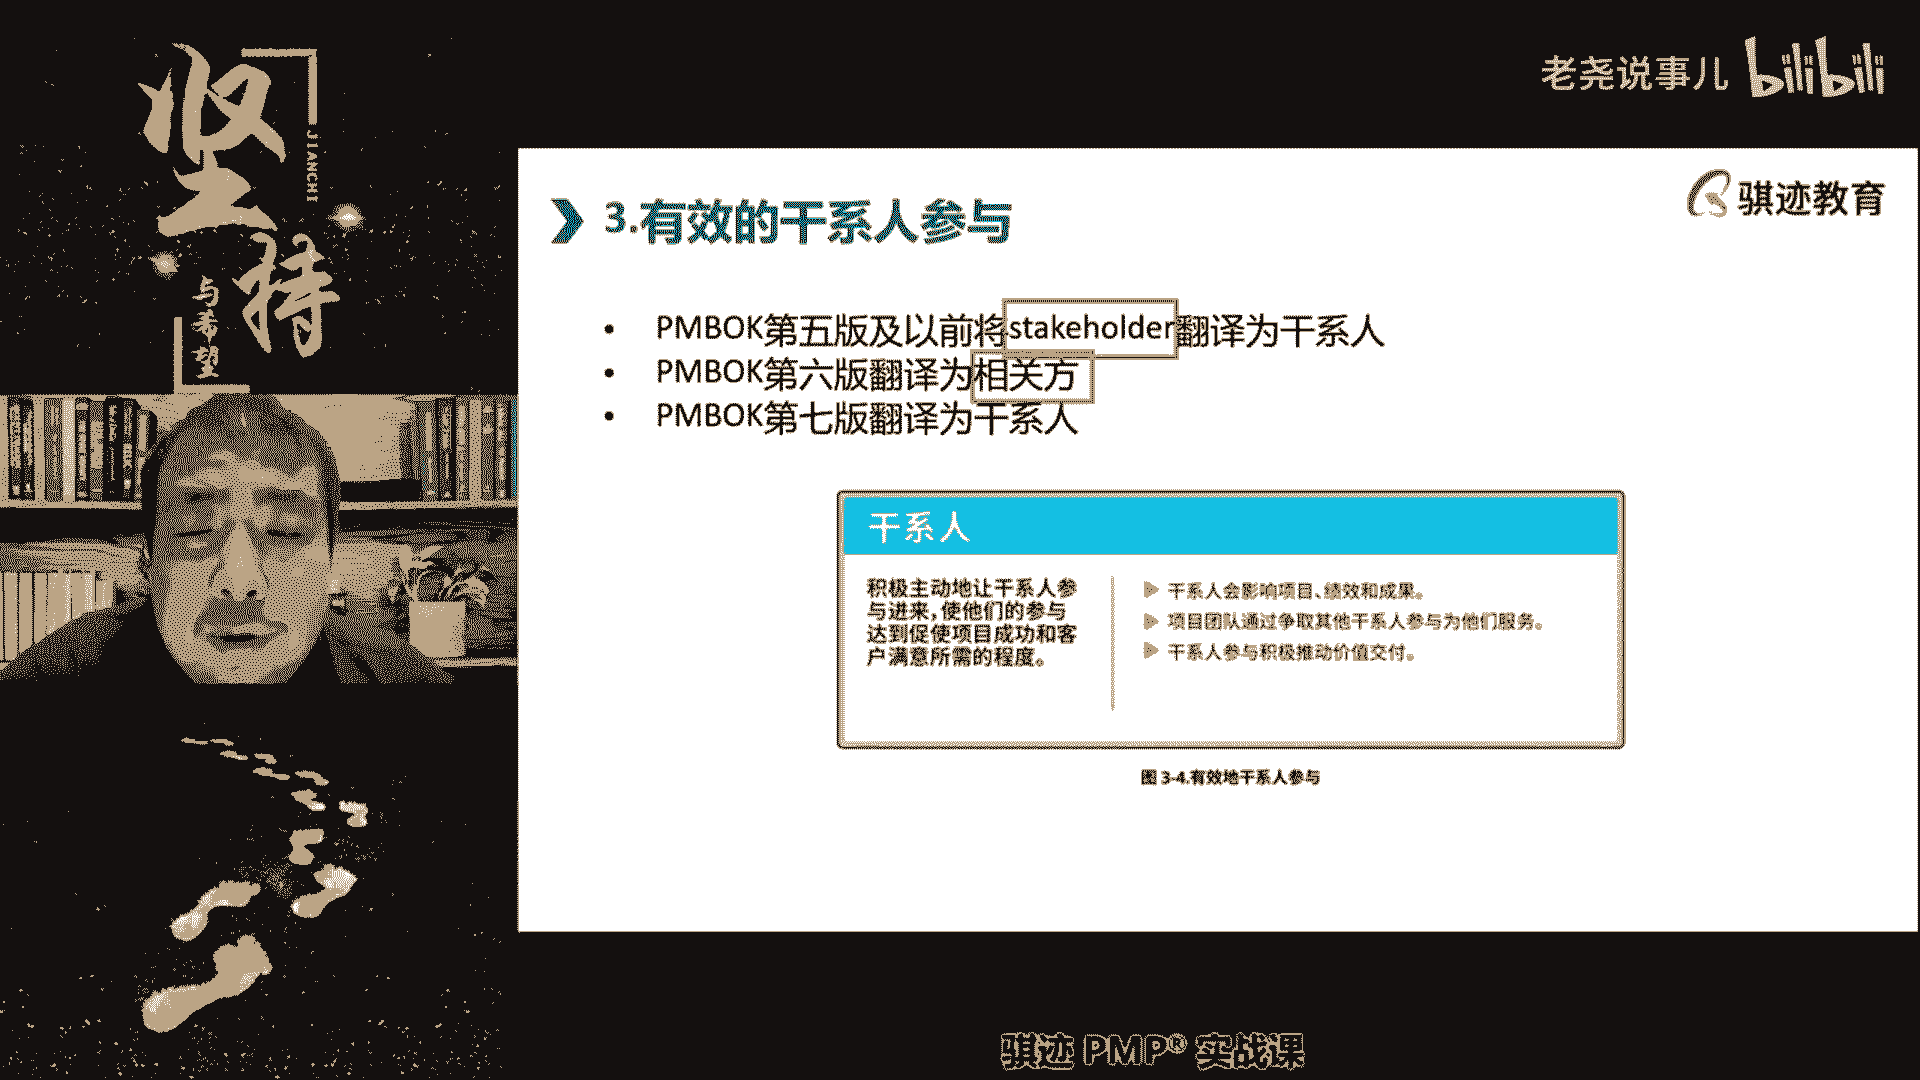 坚
持
JIANCHI
与希望
老尧说事儿 bilibili
骐迹教育
3.有效的干系人参与
• PMBOK第五版及以前将stakeholder翻译为干系人
• PMBOK第六版翻译为相关方
• PMBOK第七版翻译为干系人
干系人
积极主动地让干系人参
与进来,使他们的参与
达到促使项目成功和客
户满意所需的程度。
干系人会影响项目、绩效和成果。
项目团队通过争取其他干系人参与为他们服务。
干系人参与积极推动价值交付。
图 3-4.有效地干系人参与
骐迹 PMP® 实战课